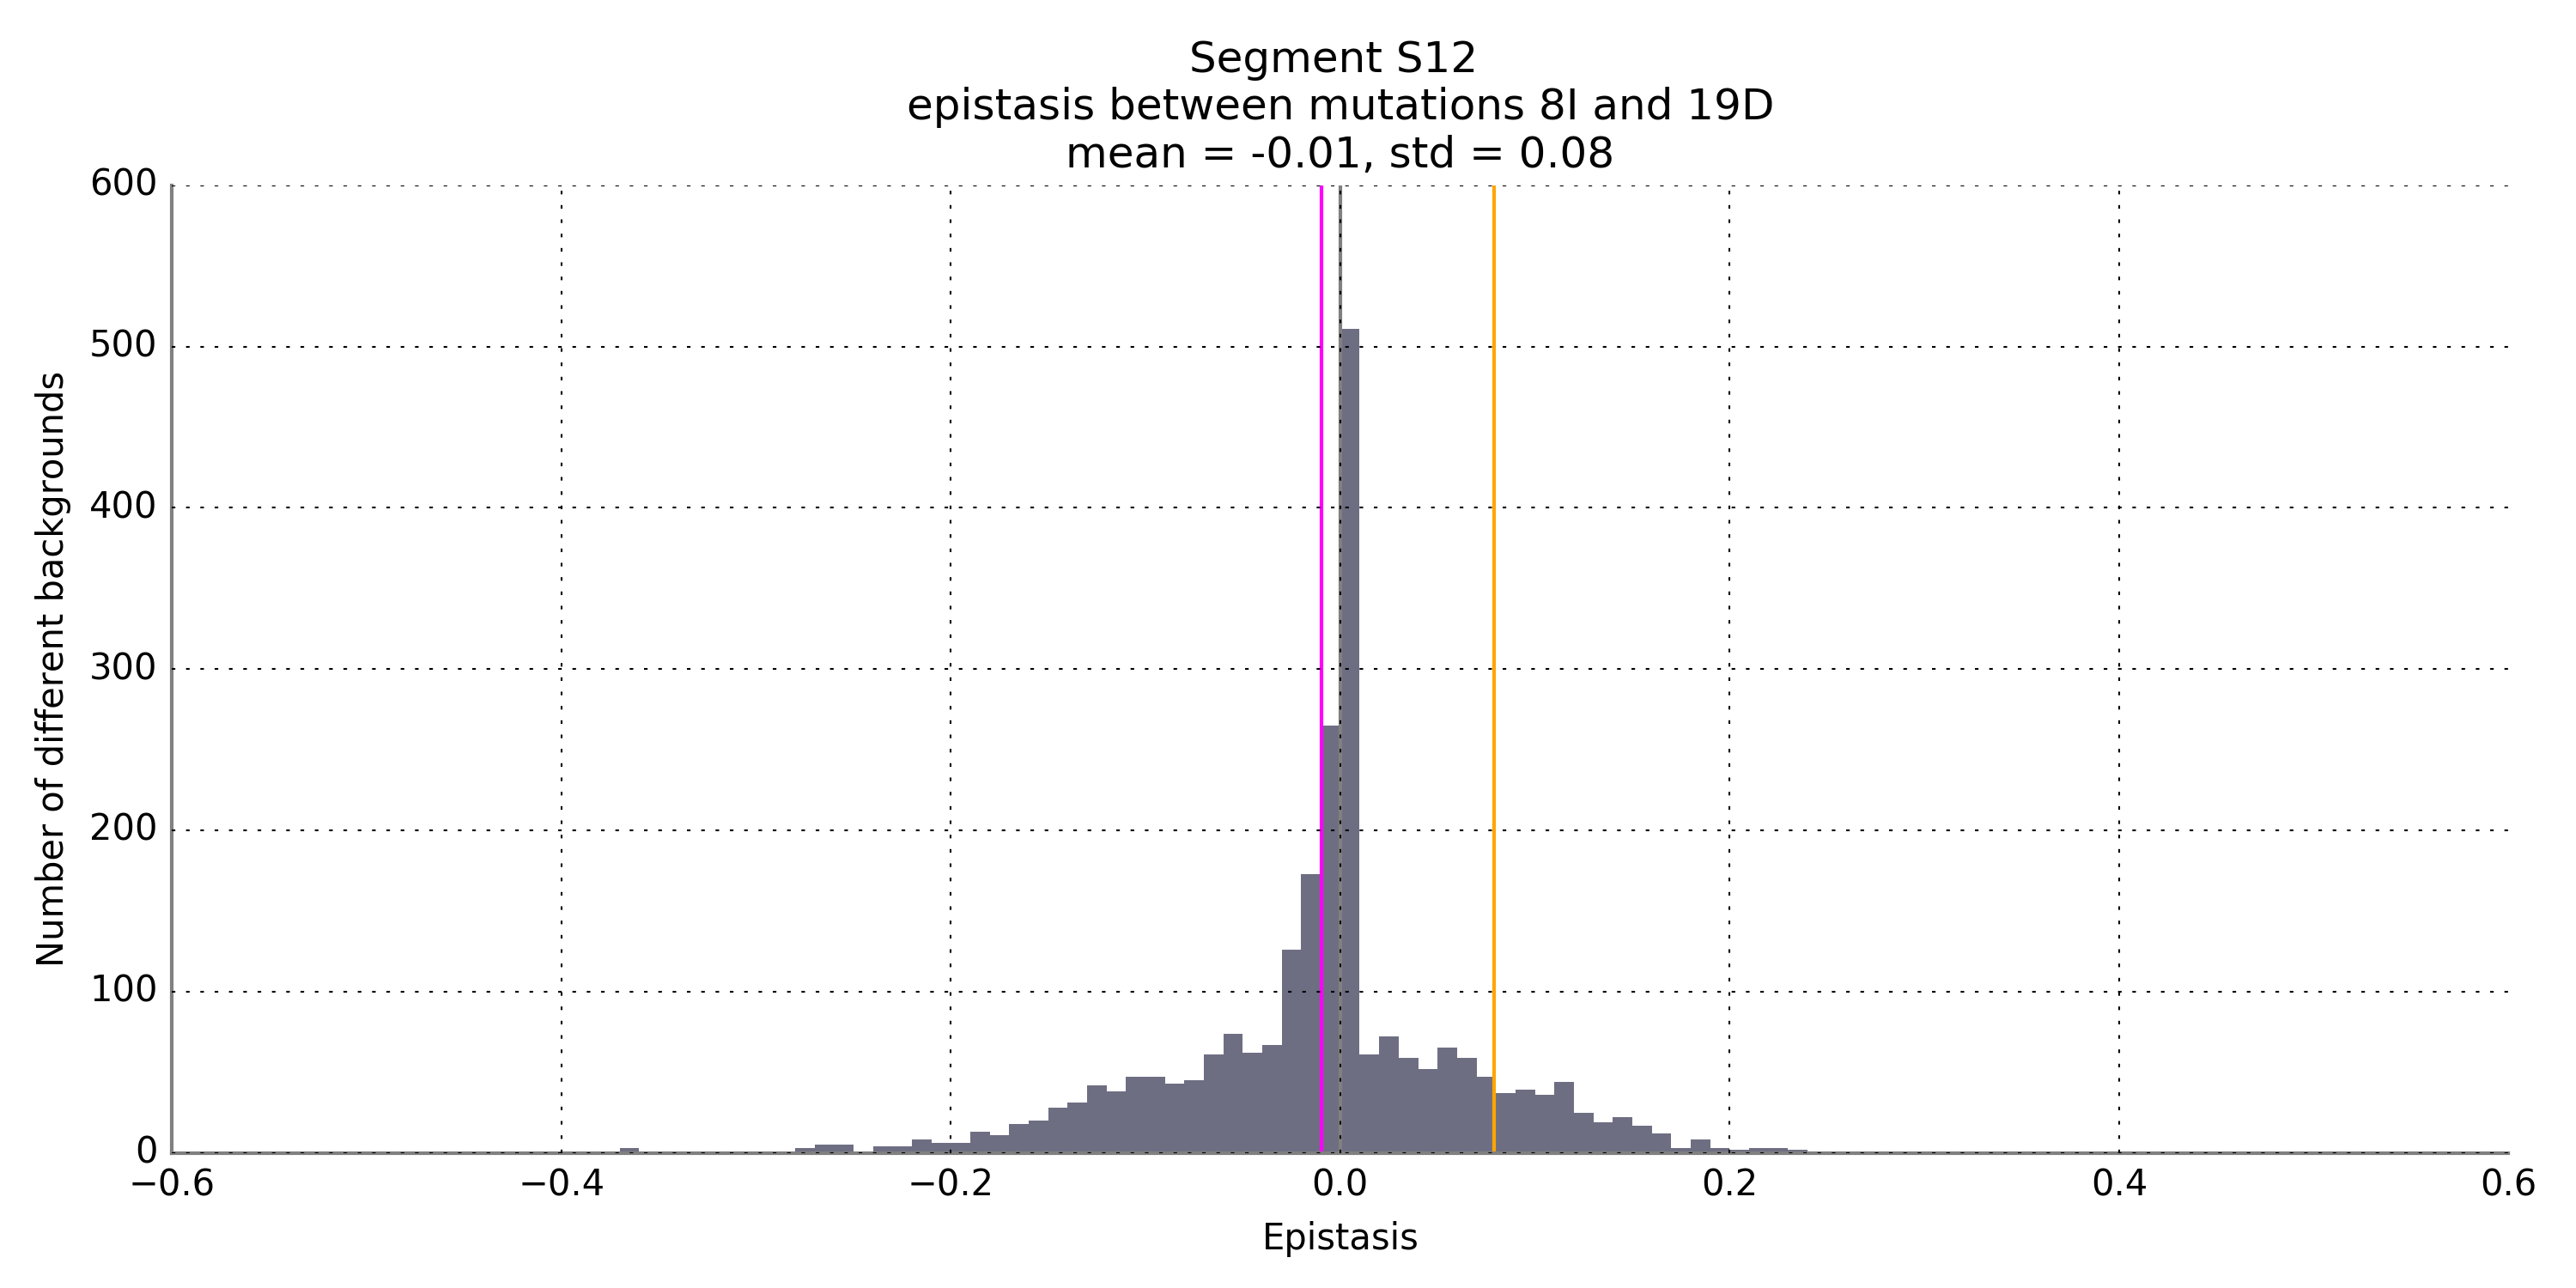 Segment S12
epistasis between mutations 8I and 19D
mean = -0.01, std = 0.08
600
500
400
300
200
100
0
Number of different backgrounds
−0.6
−0.4
−0.2
0.0
0.2
0.4
0.6
Epistasis